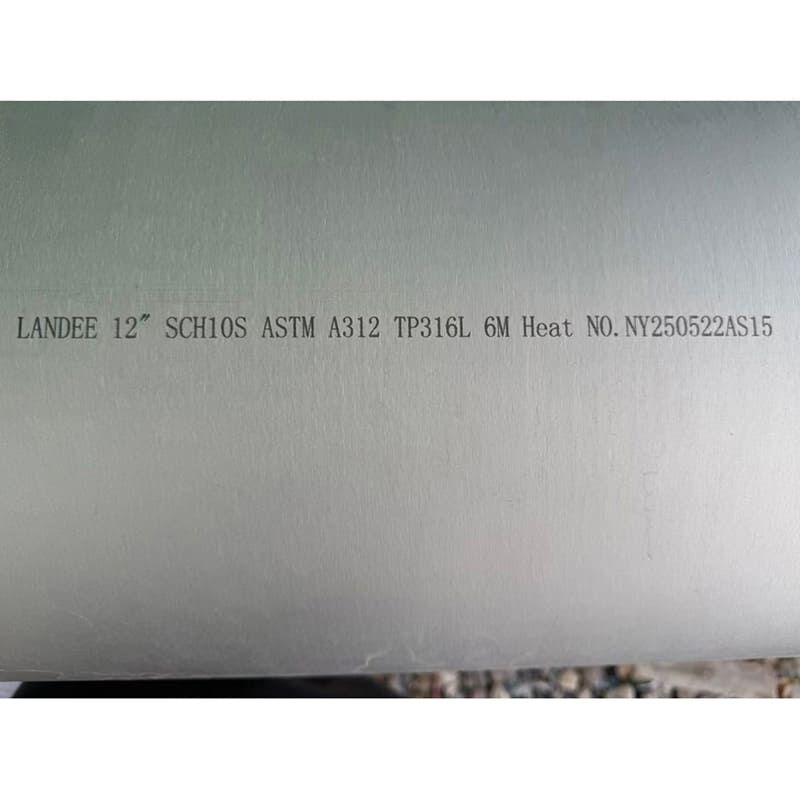 LANDEE 12″ SCH10S ASTM A312 TP316L 6M Heat NO.NY250522AS15